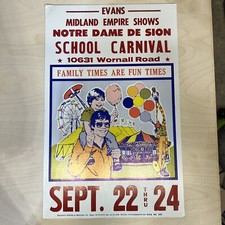 EVANS
MIDLAND EMPIRE SHOWS
NOTRE DAME DE SION
SCHOOL CARNIVAL
★ 10631 Wornall Road ★
FAMILY TIMES ARE FUN TIMES
SEPT. 22 THRU 24